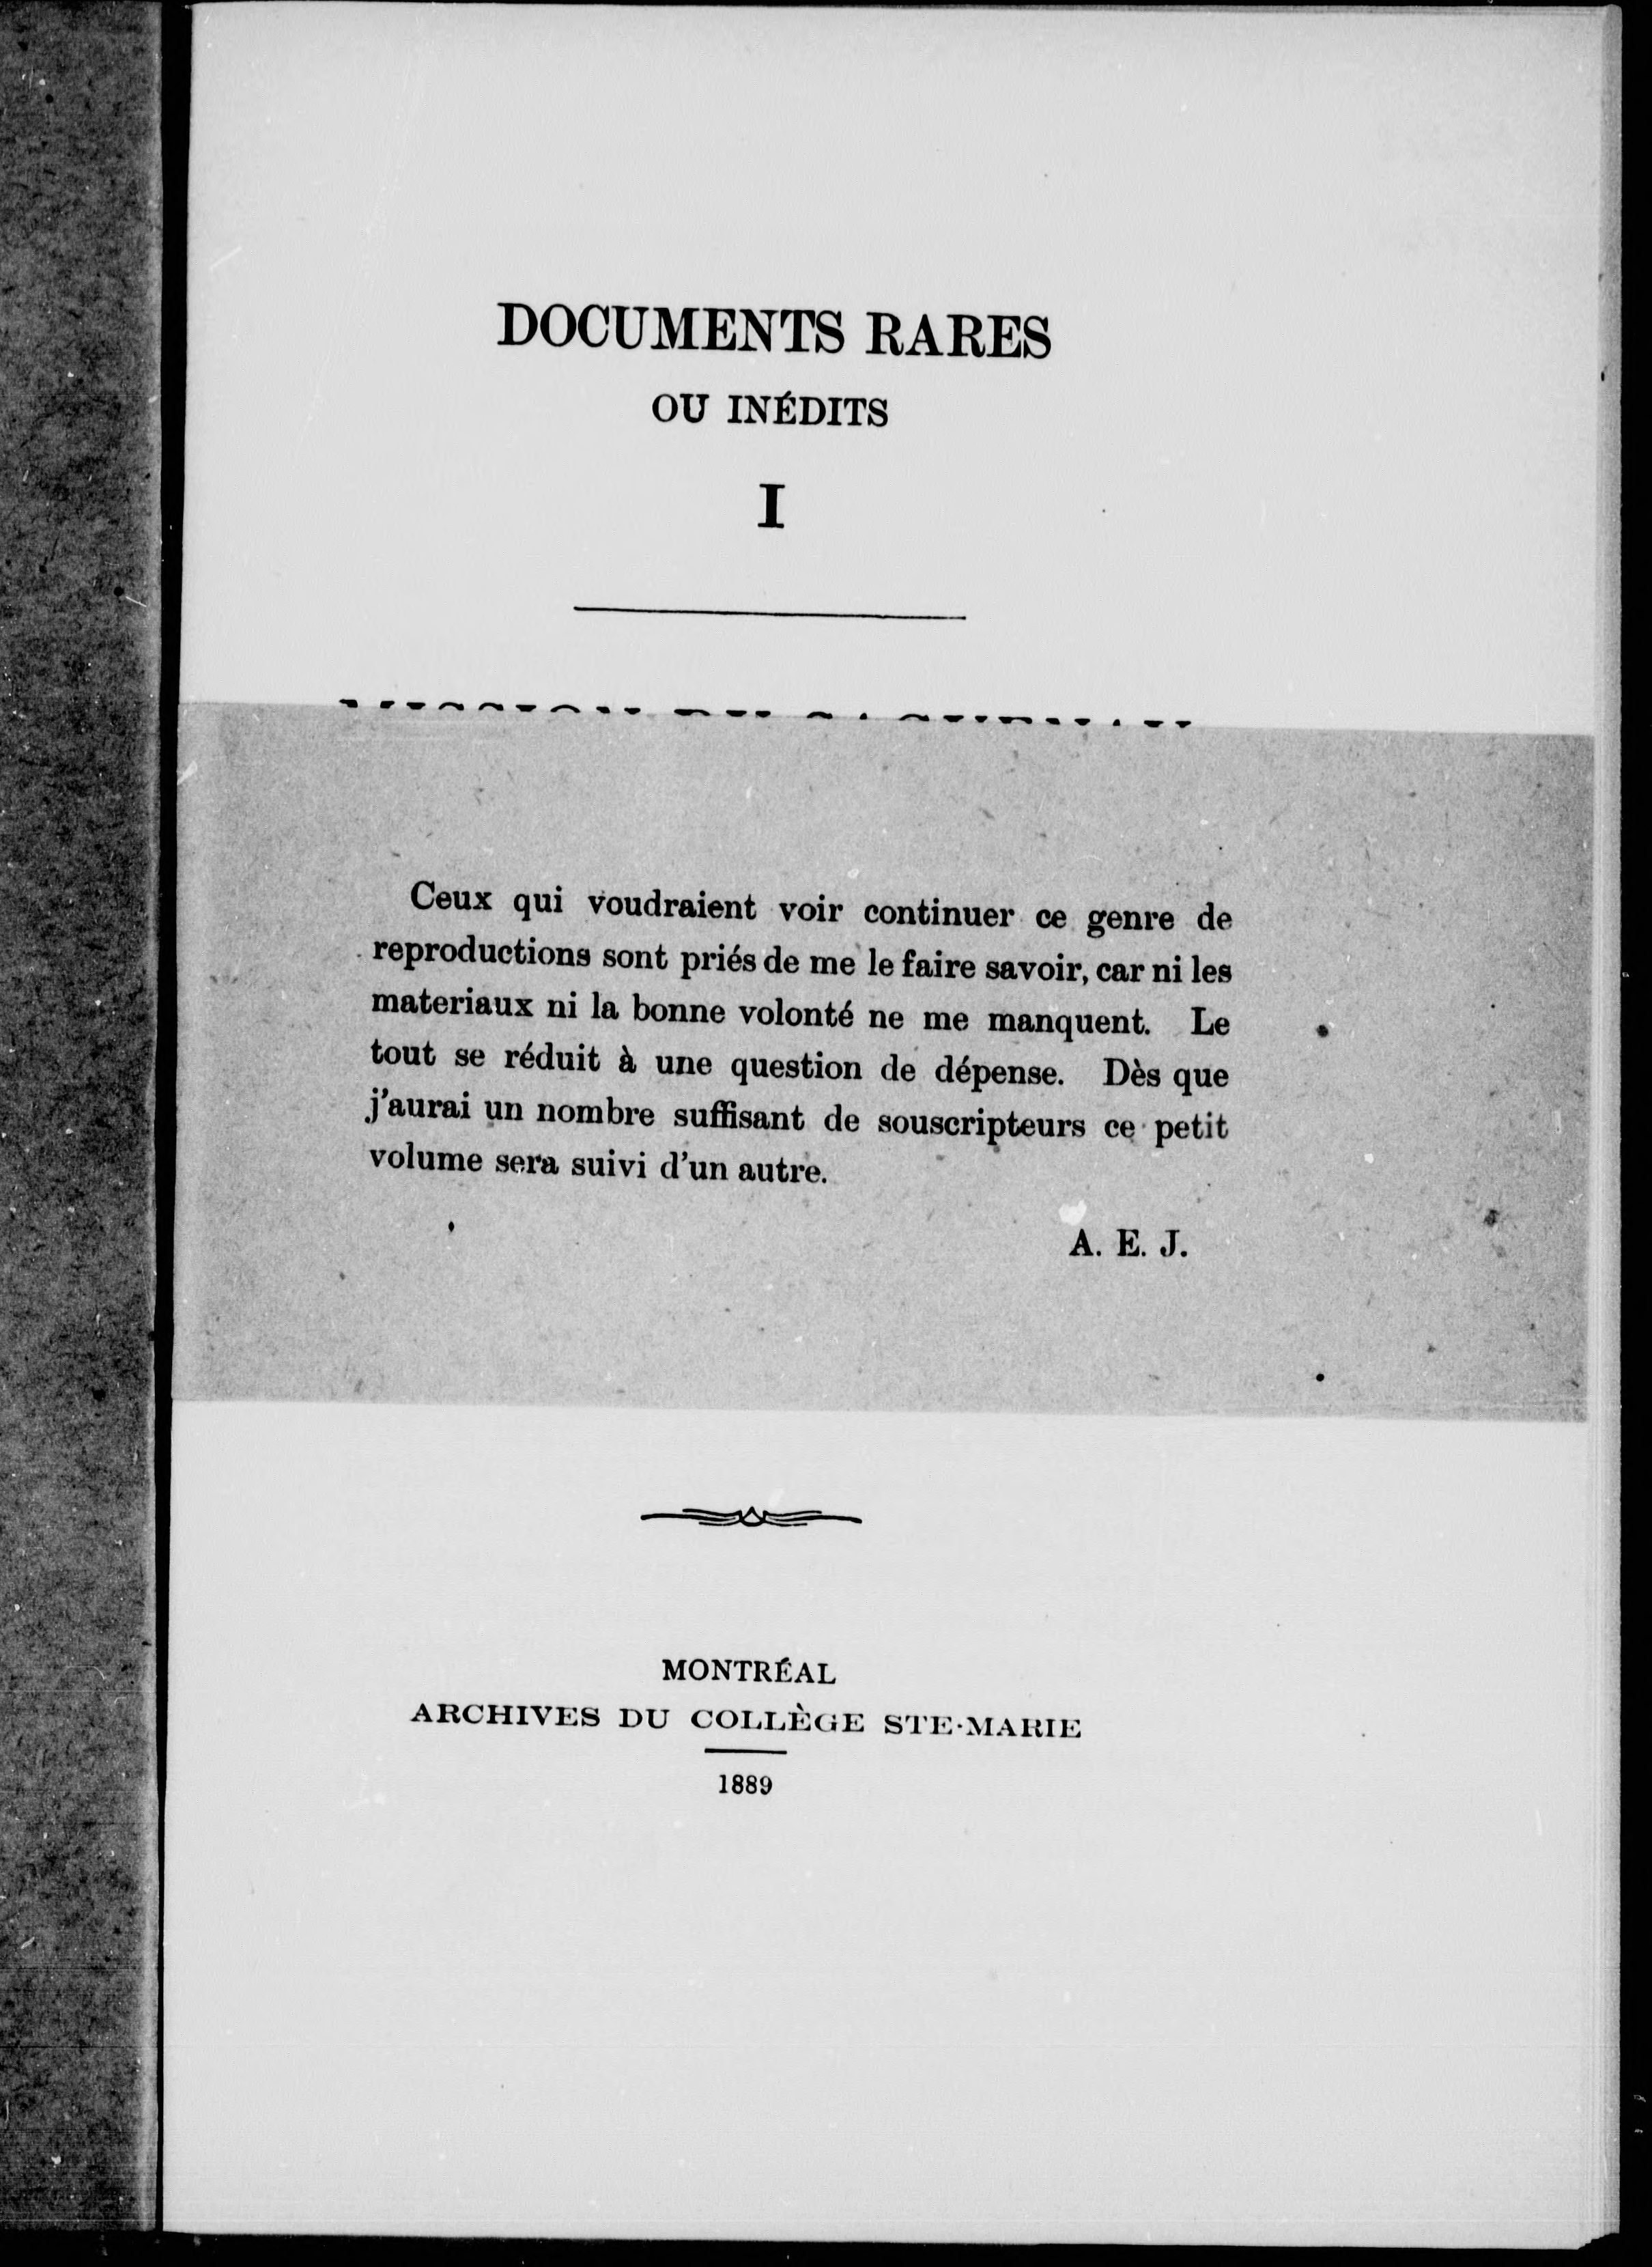 DOCUMENTS RARES
OU INÉDITS
I
Ceux qui voudraient voir continuer ce genre de
reproductions sont priés de me le faire savoir, car ni les
materiaux ni la bonne volonté ne me manquent. Le
tout se réduit à une question de dépense. Dès que
j'aurai un nombre suffisant de souscripteurs ce petit
volume sera suivi d'un autre.
A. E. J.
MONTRÉAL
ARCHIVES DU COLLÈGE STE-MARIE
1889